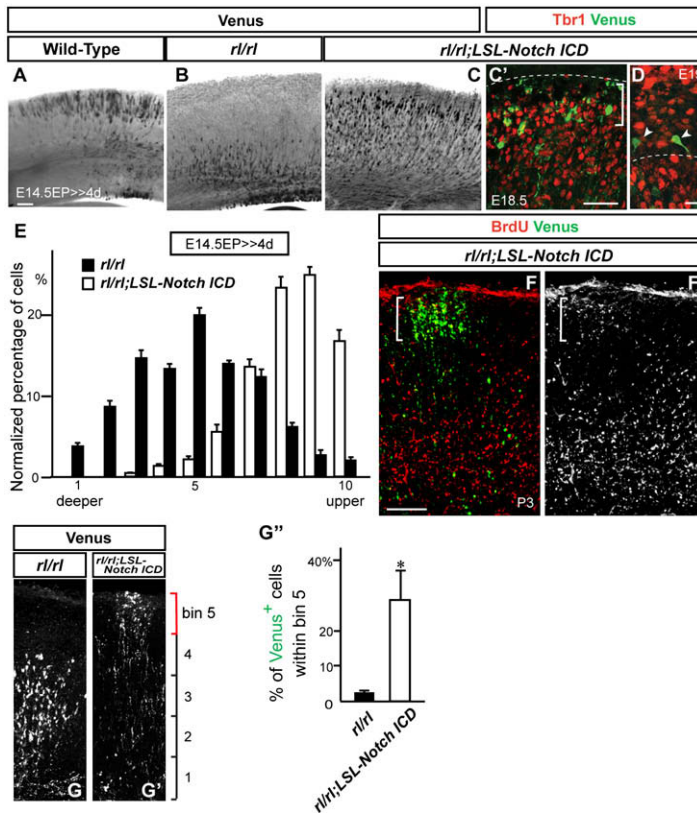 Venus
Tbr1 Venus
Wild-Type
rl/rl
rl/rl;LSL-Notch ICD
A
B
C
C'
D
E19
E14.5EP>>4d
E18.5
E
E14.5EP>>4d
rl/rl
rl/rl;LSL-Notch ICD
Normalized percentage of cells
%
20
10
0
1
5
10
deeper
upper
BrdU Venus
rl/rl;LSL-Notch ICD
F
F'
P3
Venus
rl/rl
rl/rl;LSL-
Notch ICD
bin 5
4
3
2
1
G
G'
G"
% of Venus+ cells
within bin 5
40%
20
10
0
*
rl/rl
rl/rl;LSL-Notch ICD